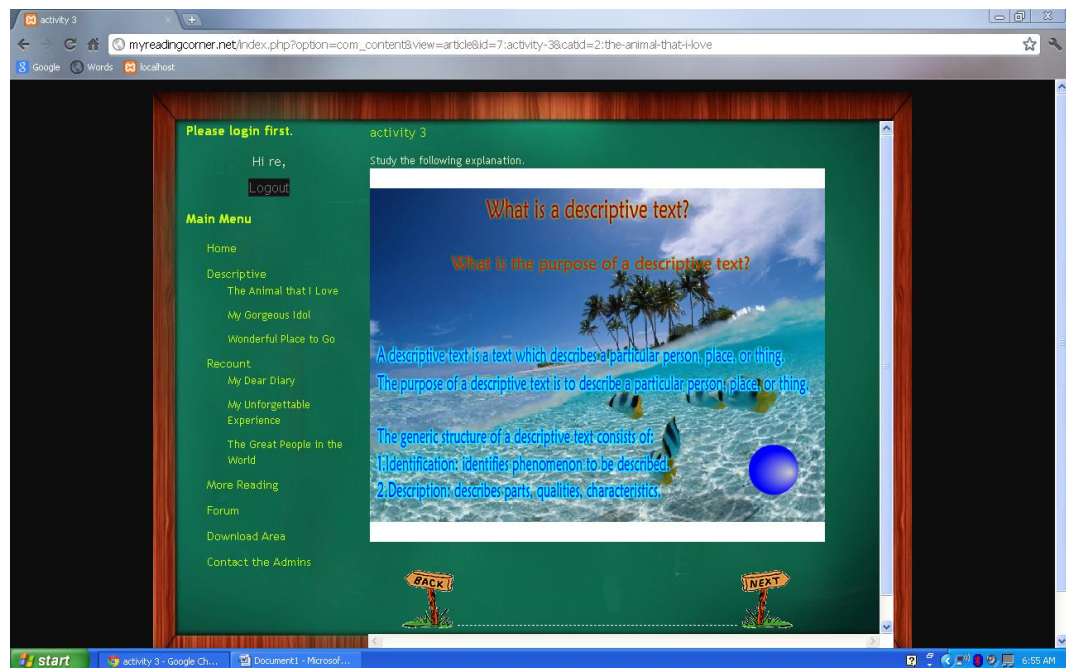 activity 3
myreadingcorner.net/index.php?option=com_content&view=article&id=7:activity-3&catid=2:the-animal-that-i-love
Google Words localhost
Please login first.
Hi re,
Logout
Main Menu
Home
Descriptive
The Animal that I Love
My Gorgeous Idol
Wonderful Place to Go
Recount
My Dear Diary
My Unforgettable
Experience
The Great People in the
World
More Reading
Forum
Download Area
Contact the Admins
activity 3
Study the following explanation.
What is a descriptive text?
What is the purpose of a descriptive text?
A descriptive text is a text which describes a particular person, place, or thing.
The purpose of a descriptive text is to describe a particular person, place, or thing.
The generic structure of a descriptive text consists of:
1.Identification: identifies phenomenon to be described.
2.Description: describes parts, qualities, characteristics.
BACK NEXT
start activity 3 - Google Ch... Document1 - Microsof... 6:55 AM